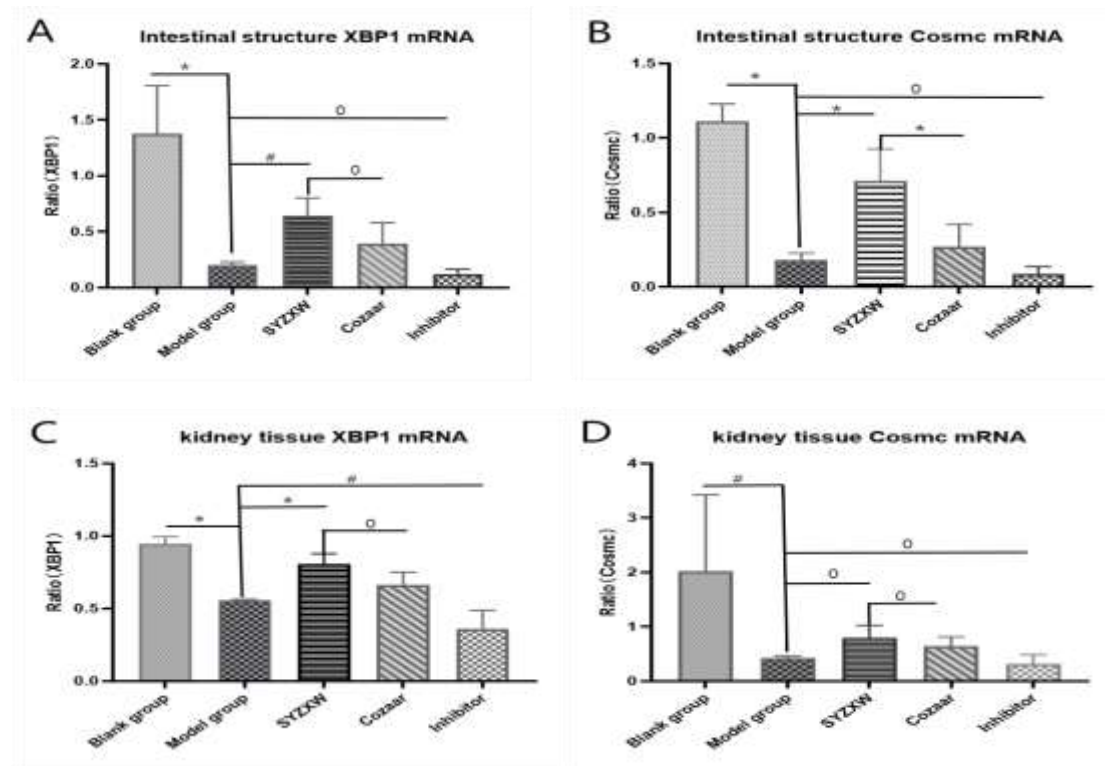 A
Intestinal structure XBP1 mRNA
Ratio(XBP1)
2.0
1.5
1.0
0.5
0.0
*
O
#
O
Blank group
Model group
SYZXW
Cozaar
Inhibitor
B
Intestinal structure Cosmc mRNA
Ratio(Cosmc)
1.5
1.0
0.5
0.0
*
O
*
*
Blank group
Model group
SYZXW
Cozaar
Inhibitor
C
kidney tissue XBP1 mRNA
Ratio(XBP1)
1.5
1.0
0.5
0.0
#
*
*
O
Blank group
Model group
SYZXW
Cozaar
Inhibitor
D
kidney tissue Cosmc mRNA
Ratio(Cosmc)
4
3
2
1
0
#
O
O
O
Blank group
Model group
SYZXW
Cozaar
Inhibitor